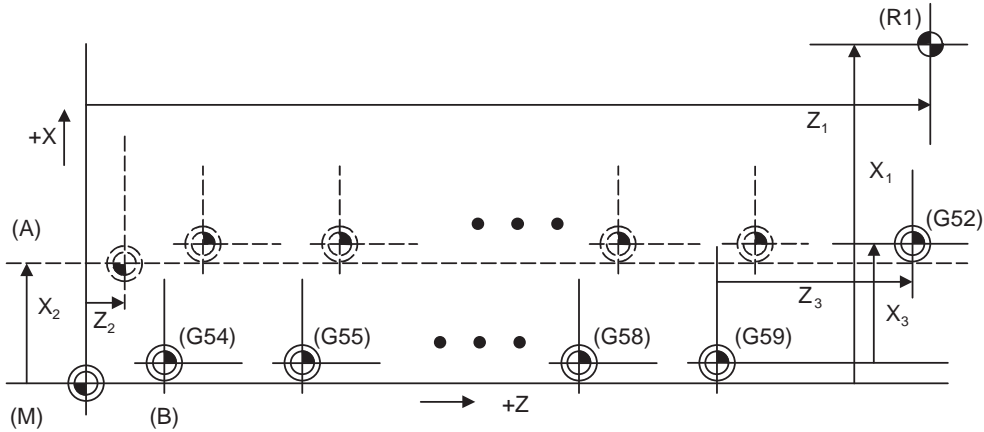 (R1)
Z1
+X
X1
(A)
(G52)
X2
Z2
Z3
X3
(G54)
(G55)
(G58)
(G59)
(M)
(B)
+Z